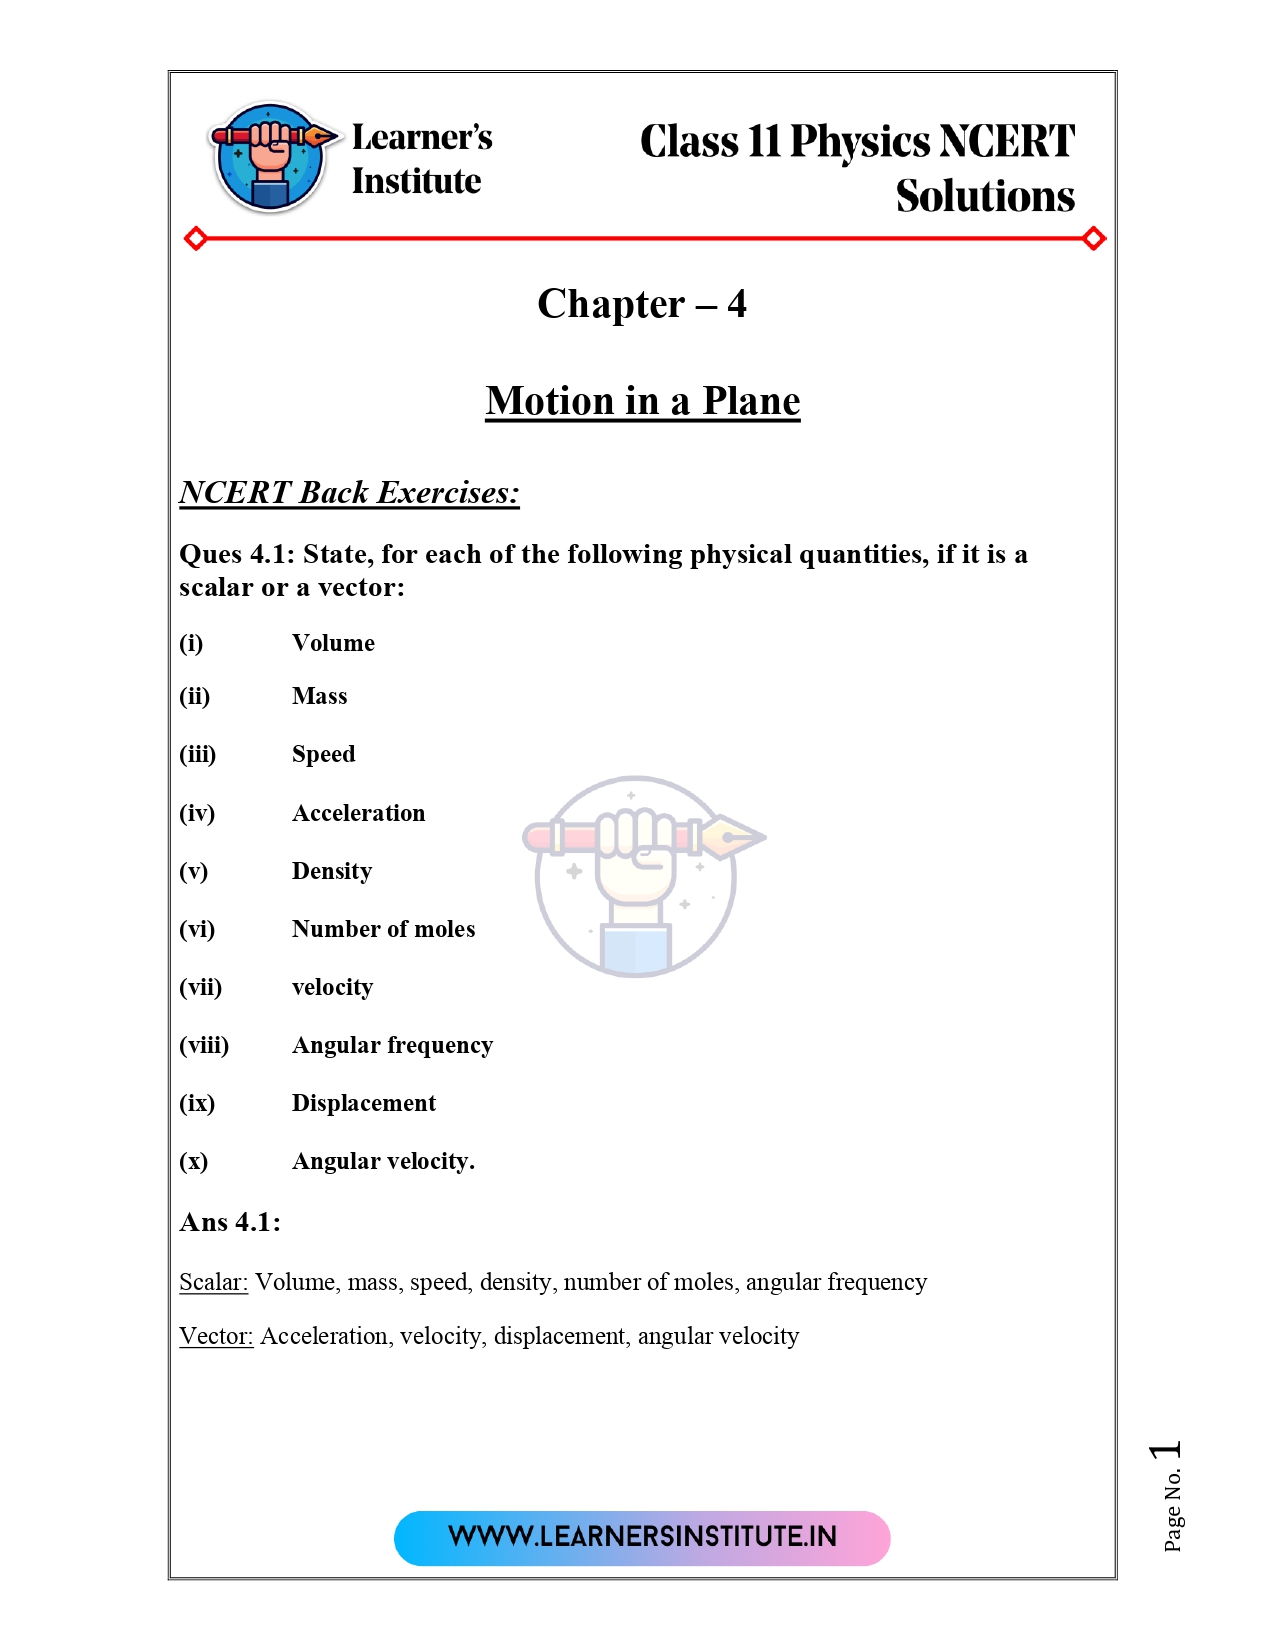 Learner's
Institute
Class 11 Physics NCERT
Solutions
Chapter – 4
Motion in a Plane
NCERT Back Exercises:
Ques 4.1: State, for each of the following physical quantities, if it is a
scalar or a vector:
(i) Volume
(ii) Mass
(iii) Speed
(iv) Acceleration
(v) Density
(vi) Number of moles
(vii) velocity
(viii) Angular frequency
(ix) Displacement
(x) Angular velocity.
Ans 4.1:
Scalar: Volume, mass, speed, density, number of moles, angular frequency
Vector: Acceleration, velocity, displacement, angular velocity
Page No. 1
WWW.LEARNERSINSTITUTE.IN